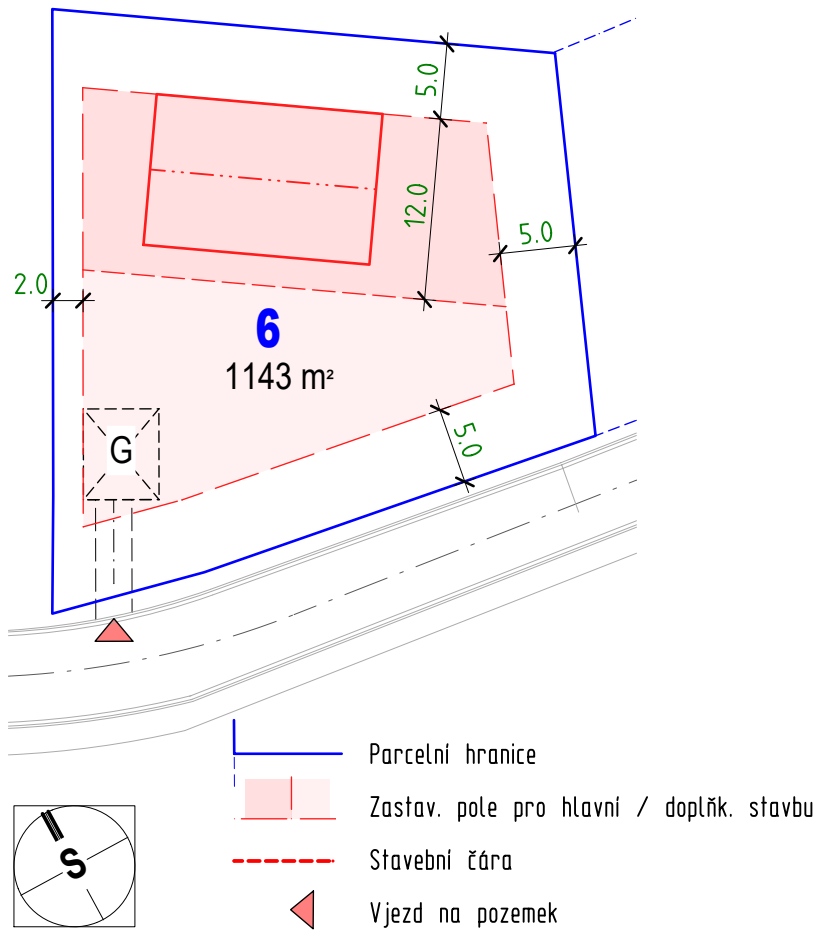 5.0
12.0
5.0
2.0
6
1143 m²
G
5.0
Parcelní hranice
Zastav. pole pro hlavní / doplňk. stavbu
Stavební čára
S
Vjezd na pozemek